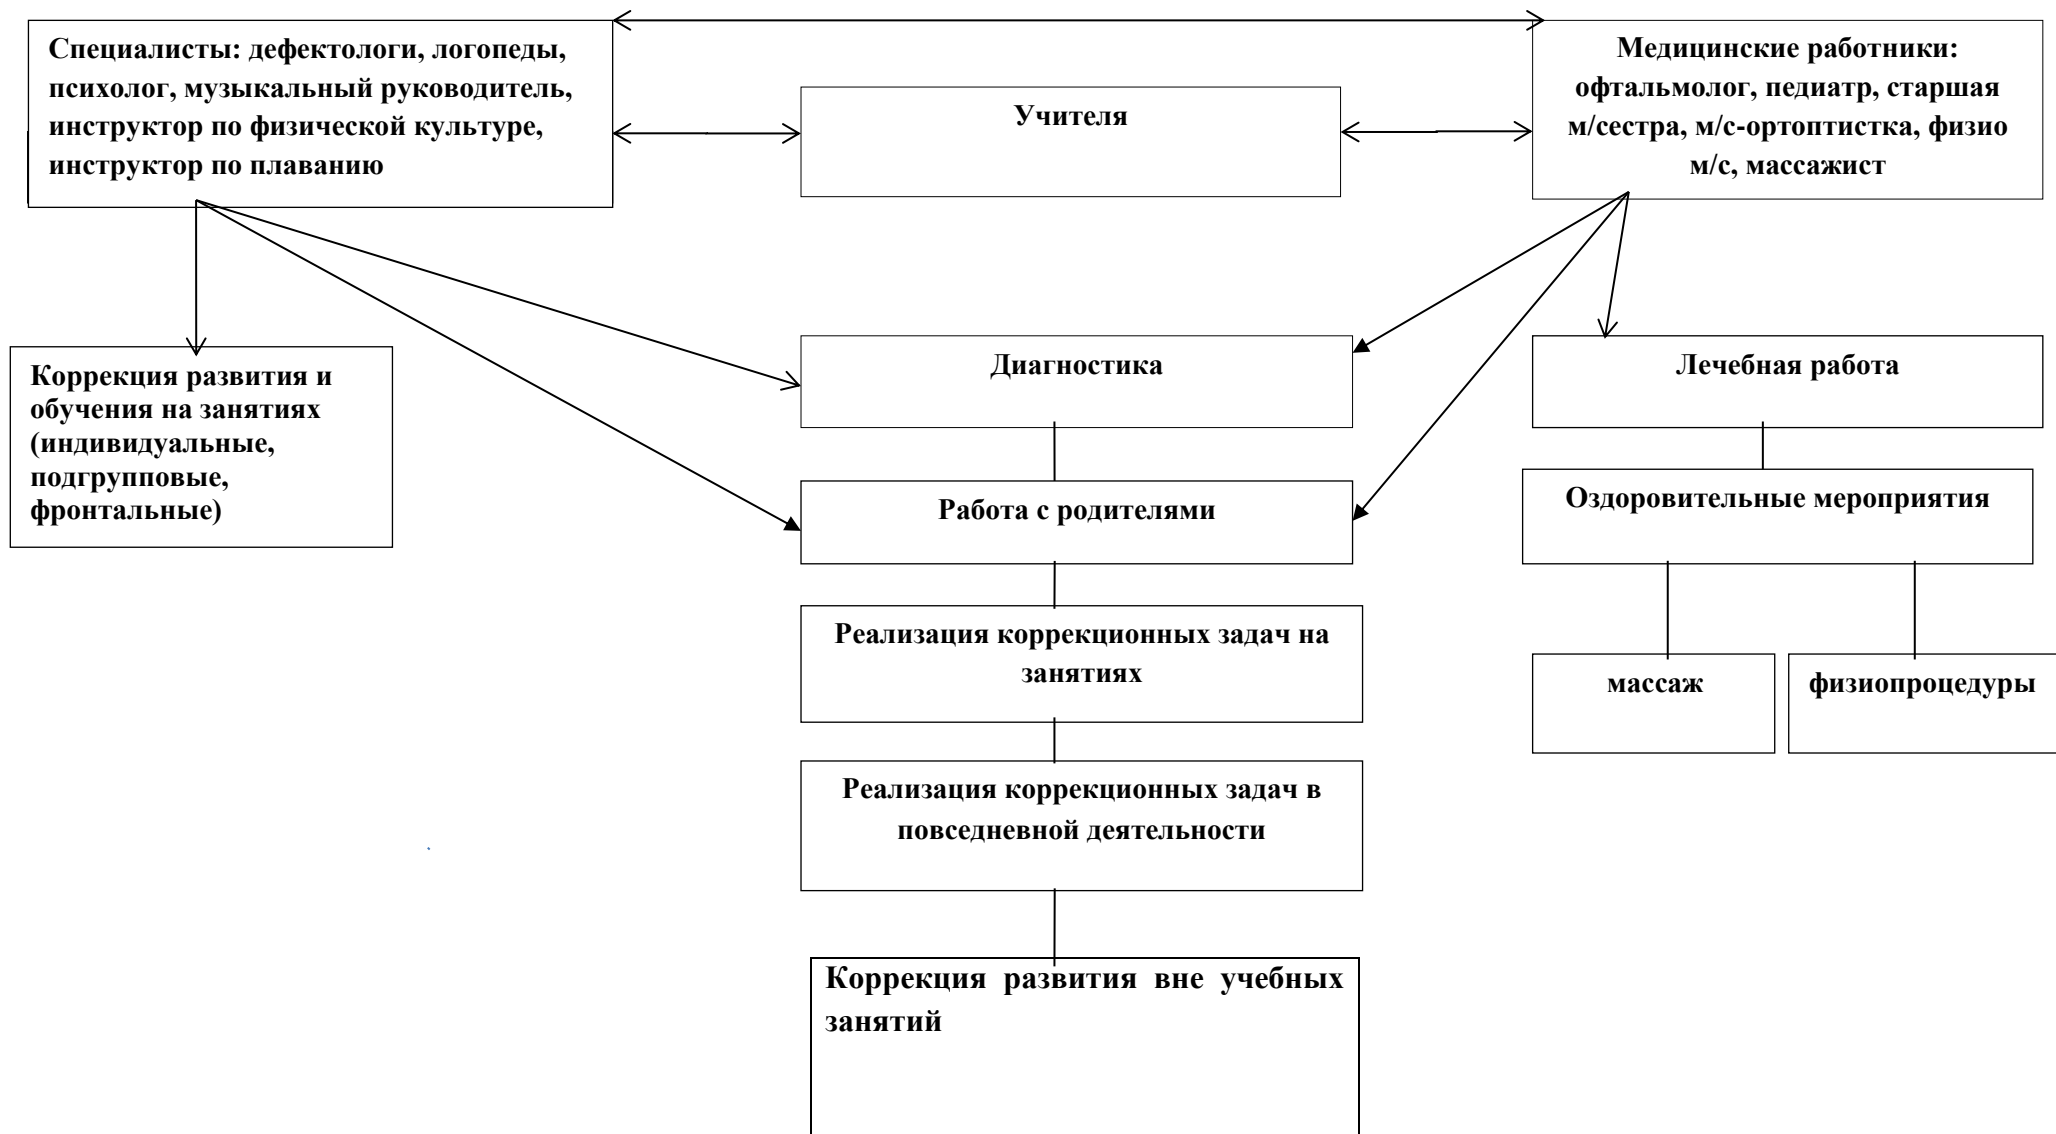 Специалисты: дефектологи, логопеды,
психолог, музыкальный руководитель,
инструктор по физической культуре,
инструктор по плаванию
Учителя
Медицинские работники:
офтальмолог, педиатр, старшая
м/сестра, м/с-ортоптистка, физио
м/с, массажист
Коррекция развития и
обучения на занятиях
(индивидуальные,
подгрупповые,
фронтальные)
Диагностика
Лечебная работа
Работа с родителями
Оздоровительные мероприятия
Реализация коррекционных задач на
занятиях
массаж
физиопроцедуры
Реализация коррекционных задач в
повседневной деятельности
Коррекция развития вне учебных
занятий